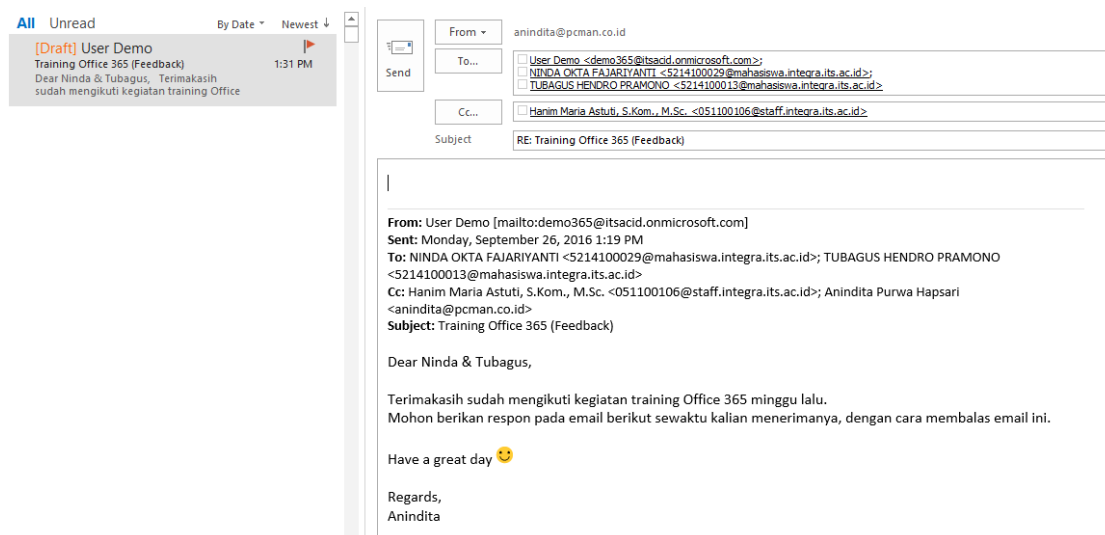 All Unread By Date Newest ↓
[Draft] User Demo
Training Office 365 (Feedback) 1:31 PM
Dear Ninda & Tubagus, Terimakasih
sudah mengikuti kegiatan training Office
Send
From anindita@pcman.co.id
To... User Demo <demo365@itsacid.onmicrosoft.com>;
NINDA OKTA FAJARIYANTI <5214100029@mahasiswa.integra.its.ac.id>;
TUBAGUS HENDRO PRAMONO <5214100013@mahasiswa.integra.its.ac.id>
Cc... Hanim Maria Astuti, S.Kom., M.Sc. <051100106@staff.integra.its.ac.id>
Subject RE: Training Office 365 (Feedback)
From: User Demo [mailto:demo365@itsacid.onmicrosoft.com]
Sent: Monday, September 26, 2016 1:19 PM
To: NINDA OKTA FAJARIYANTI <5214100029@mahasiswa.integra.its.ac.id>; TUBAGUS HENDRO PRAMONO
<5214100013@mahasiswa.integra.its.ac.id>
Cc: Hanim Maria Astuti, S.Kom., M.Sc. <051100106@staff.integra.its.ac.id>; Anindita Purwa Hapsari
<anindita@pcman.co.id>
Subject: Training Office 365 (Feedback)
Dear Ninda & Tubagus,
Terimakasih sudah mengikuti kegiatan training Office 365 minggu lalu.
Mohon berikan respon pada email berikut sewaktu kalian menerimanya, dengan cara membalas email ini.
Have a great day
Regards,
Anindita